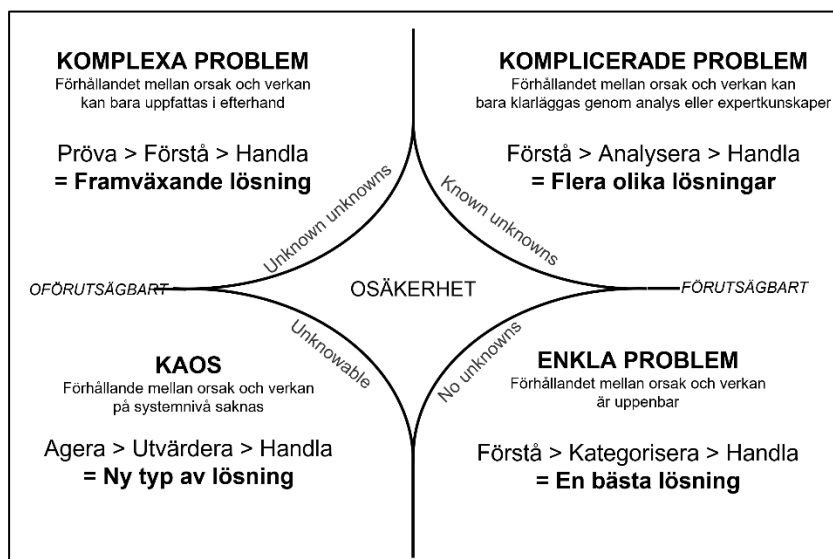 KOMPLEXA PROBLEM
Förhållandet mellan orsak och verkan
kan bara uppfattas i efterhand
Pröva > Förstå > Handla
= Framväxande lösning
Unknown unknowns
KOMPLICERADE PROBLEM
Förhållandet mellan orsak och verkan kan
bara klarläggas genom analys eller expertkunskaper
Förstå > Analysera > Handla
= Flera olika lösningar
Known unknowns
OFÖRUTSÄGBART
OSÄKERHET
FÖRUTSÄGBART
Unknowable
KAOS
Förhållande mellan orsak och verkan
på systemnivå saknas
Agera > Utvärdera > Handla
= Ny typ av lösning
No unknowns
ENKLA PROBLEM
Förhållandet mellan orsak och verkan
är uppenbar
Förstå > Kategorisera > Handla
= En bästa lösning